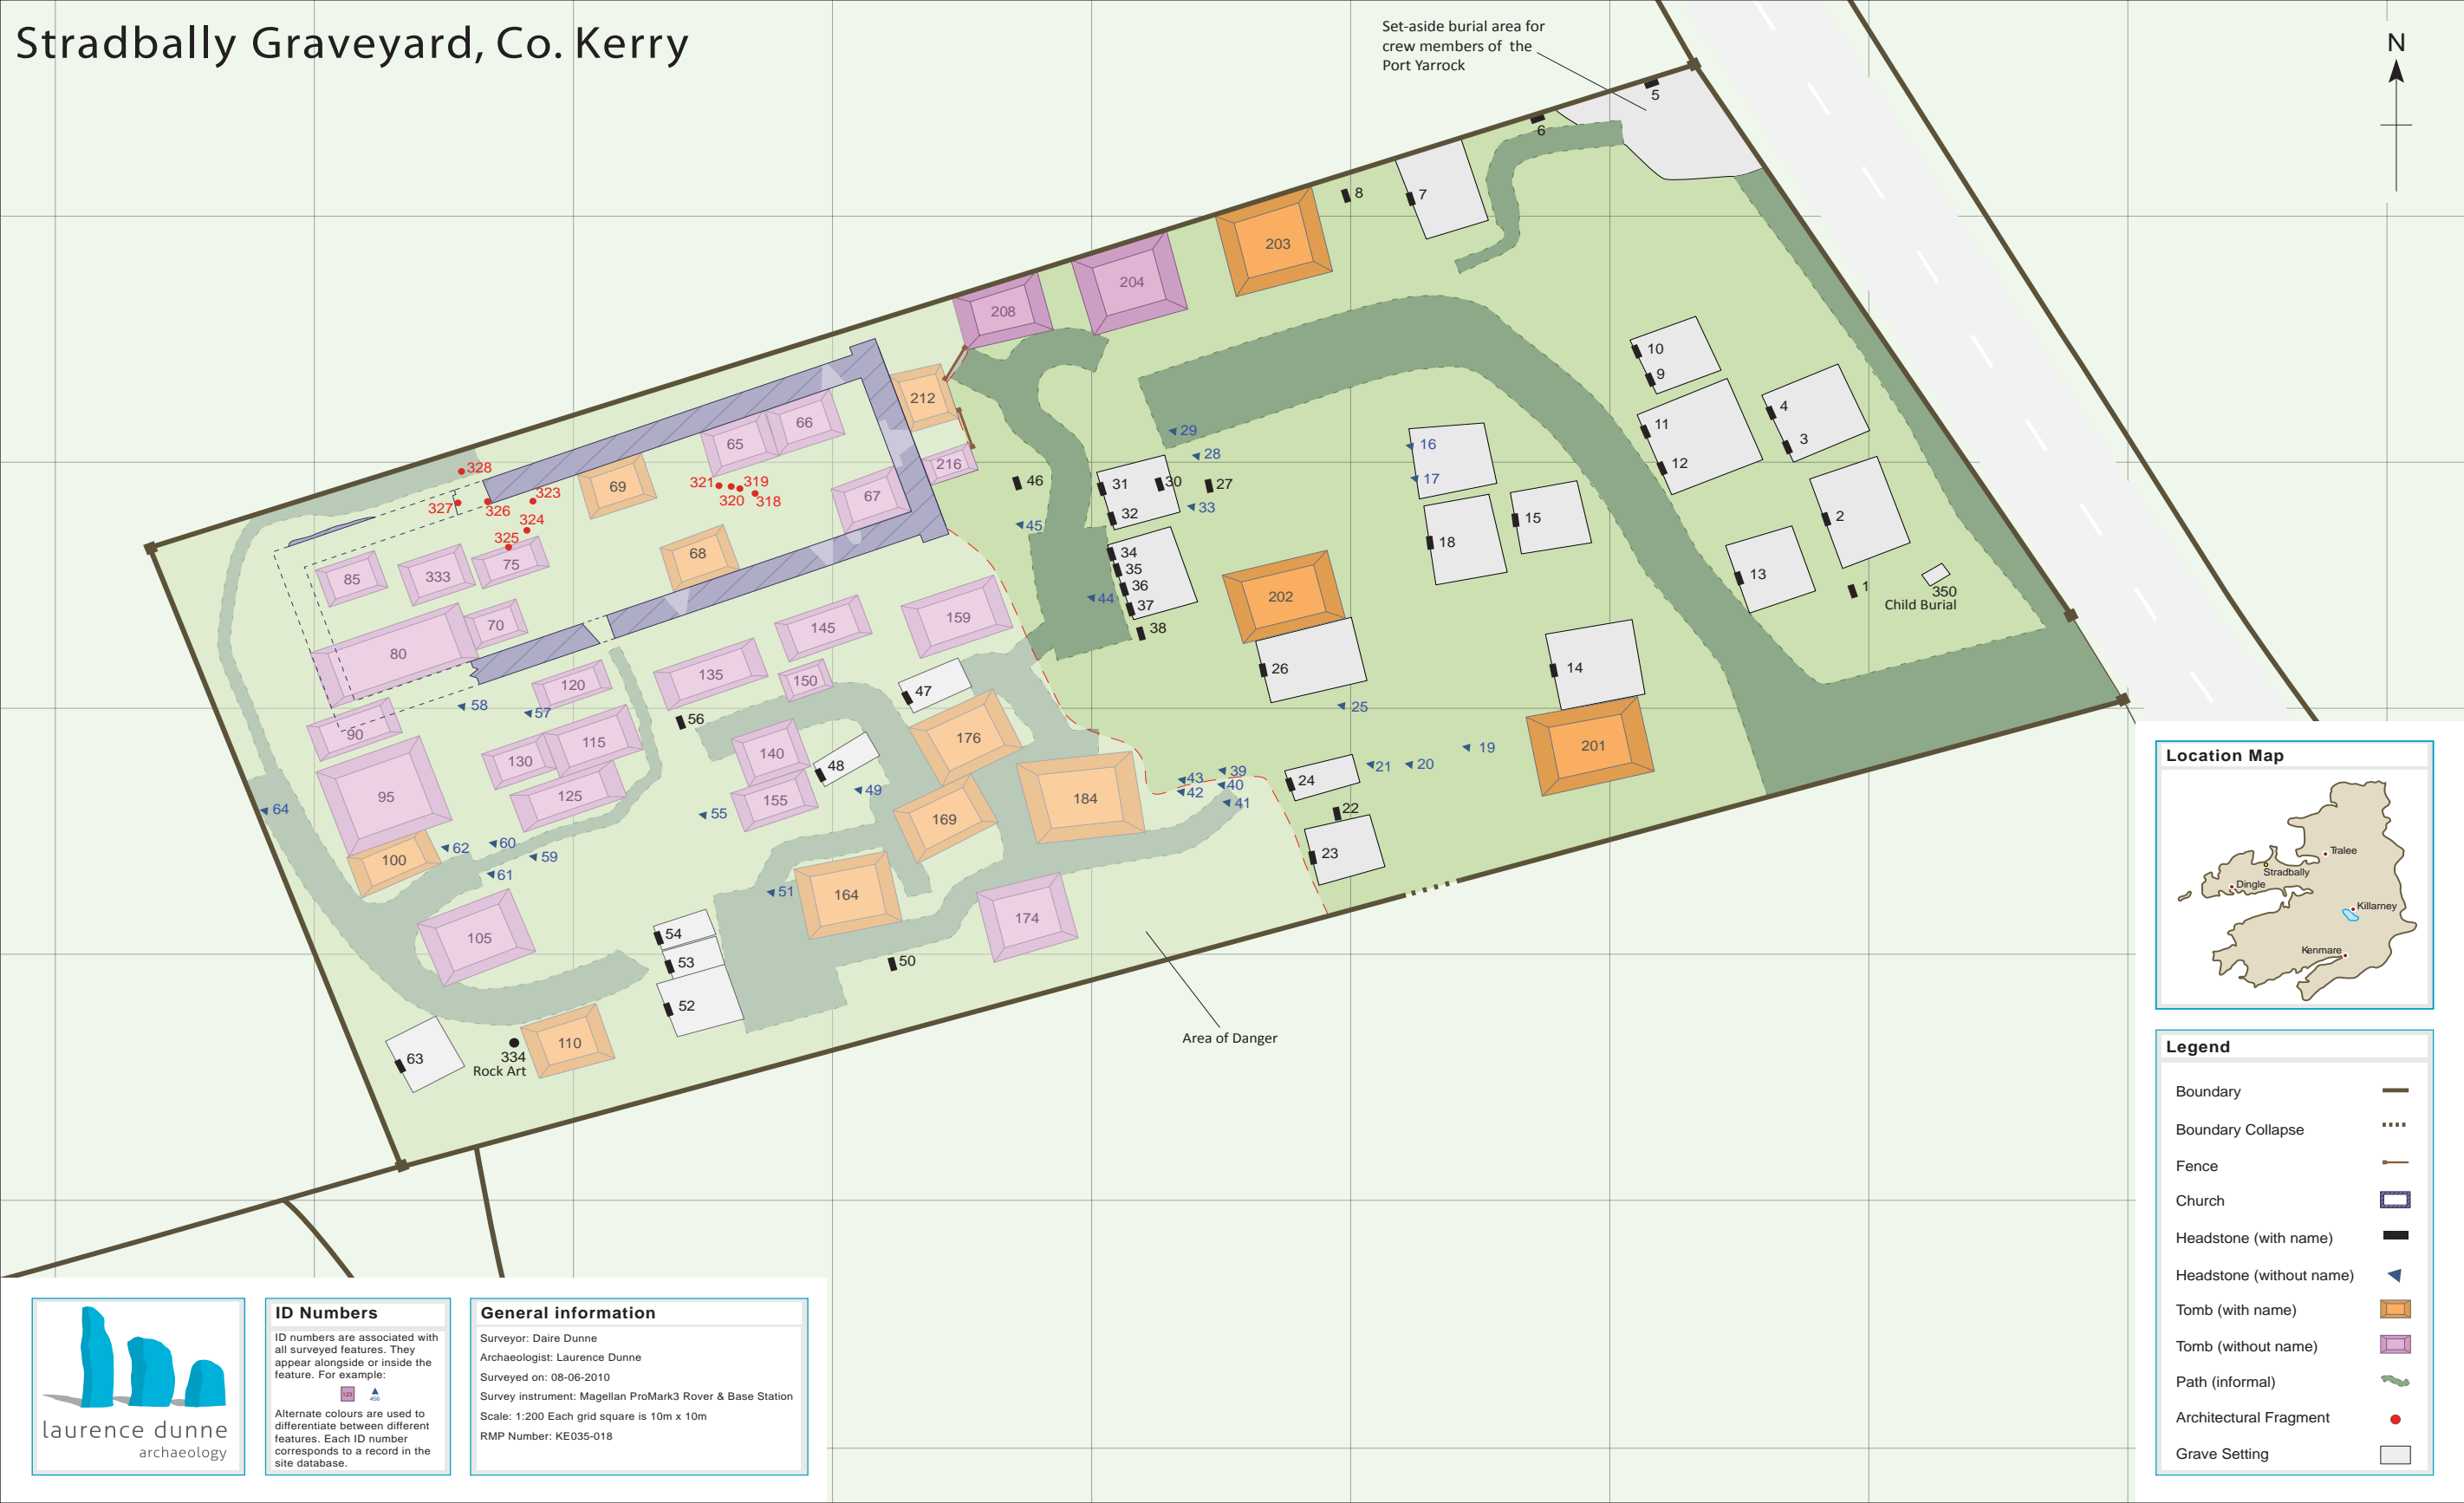 Stradbally Graveyard, Co. Kerry
Set-aside burial area for
crew members of the
Port Yarrock
N
5
6
7
8
203
204
208
212
216
10
9
11
12
4
3
2
13
1
350
Child Burial
29
28
27
33
46
45
31
30
32
34
35
36
37
38
44
16
17
18
15
202
26
14
201
25
19
20
21
24
22
23
39
40
41
43
42
328
327
326
323
324
325
321
320
319
318
69
65
66
67
68
85
333
75
70
80
90
95
100
58
57
120
130
115
125
135
145
150
159
47
56
140
48
155
49
55
176
169
184
164
174
51
50
54
53
52
64
62
60
59
61
105
63
334
Rock Art
110
Area of Danger
Location Map
Tralee
Stradbally
Dingle
Killarney
Kenmare
Legend
Boundary
Boundary Collapse
Fence
Church
Headstone (with name)
Headstone (without name)
Tomb (with name)
Tomb (without name)
Path (informal)
Architectural Fragment
Grave Setting
laurence dunne
archaeology
ID Numbers
ID numbers are associated with
all surveyed features. They
appear alongside or inside the
feature. For example:
123 456
Alternate colours are used to
differentiate between different
features. Each ID number
corresponds to a record in the
site database.
General information
Surveyor: Daire Dunne
Archaeologist: Laurence Dunne
Surveyed on: 08-06-2010
Survey instrument: Magellan ProMark3 Rover & Base Station
Scale: 1:200 Each grid square is 10m x 10m
RMP Number: KE035-018